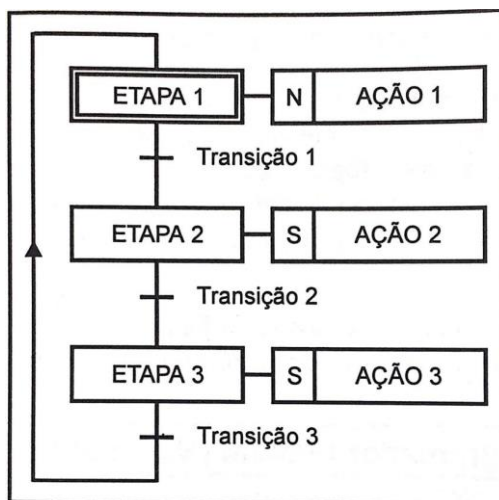 ETAPA 1 N AÇÃO 1
Transição 1
ETAPA 2 S AÇÃO 2
Transição 2
ETAPA 3 S AÇÃO 3
Transição 3